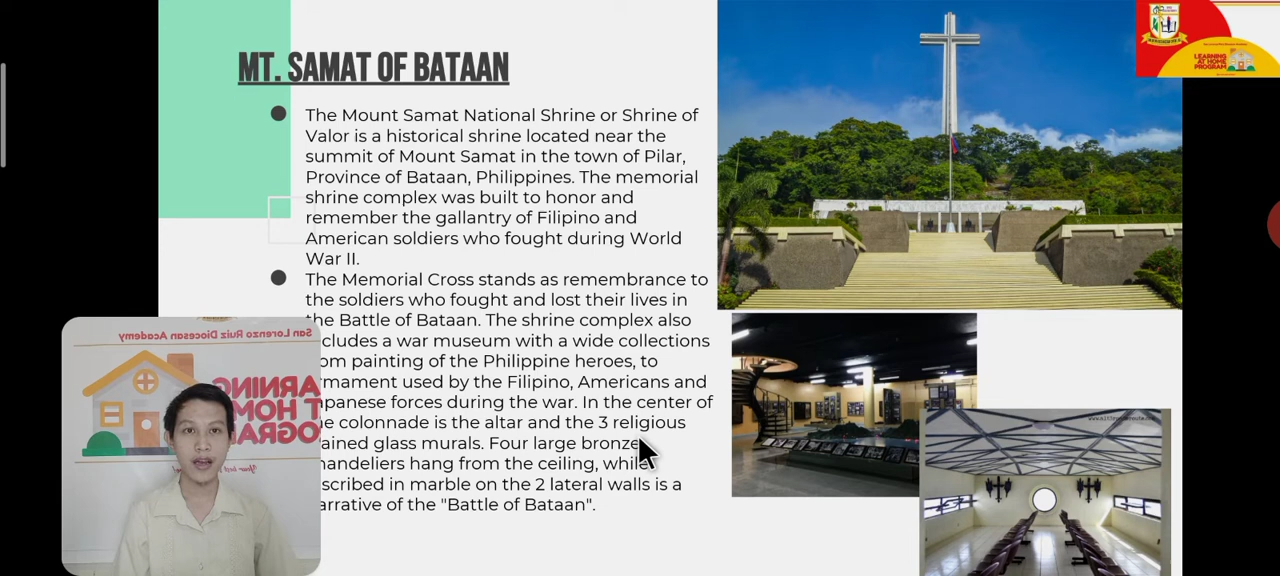 MT. SAMAT OF BATAAN
The Mount Samat National Shrine or Shrine of
Valor is a historical shrine located near the
summit of Mount Samat in the town of Pilar,
Province of Bataan, Philippines. The memorial
shrine complex was built to honor and
remember the gallantry of Filipino and
American soldiers who fought during World
War II.
The Memorial Cross stands as remembrance to
the soldiers who fought and lost their lives in
the Battle of Bataan. The shrine complex also
cludes a war museum with a wide collections
om painting of the Philippine heroes, to
rmament used by the Filipino, Americans and
panese forces during the war. In the center of
e colonnade is the altar and the 3 religious
ained glass murals. Four large bronze
handeliers hang from the ceiling, while
scribed in marble on the 2 lateral walls is a
arrative of the "Battle of Bataan".
San Lorenzo Ruiz Diocesan Academy
LEARNING
AT HOME
PROGRAM